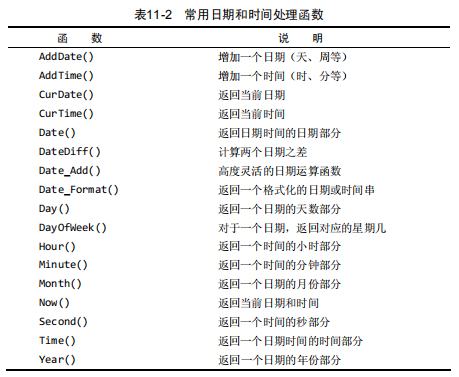 表11-2 常用日期和时间处理函数
函 数 说 明
AddDate() 增加一个日期（天、周等）
AddTime() 增加一个时间（时、分等）
CurDate() 返回当前日期
CurTime() 返回当前时间
Date() 返回日期时间的日期部分
DateDiff() 计算两个日期之差
Date_Add() 高度灵活的日期运算函数
Date_Format() 返回一个格式化的日期或时间串
Day() 返回一个日期的天数部分
DayOfWeek() 对于一个日期，返回对应的星期几
Hour() 返回一个时间的小时部分
Minute() 返回一个时间的分钟部分
Month() 返回一个日期的月份部分
Now() 返回当前日期和时间
Second() 返回一个时间的秒部分
Time() 返回一个日期时间的时间部分
Year() 返回一个日期的年份部分